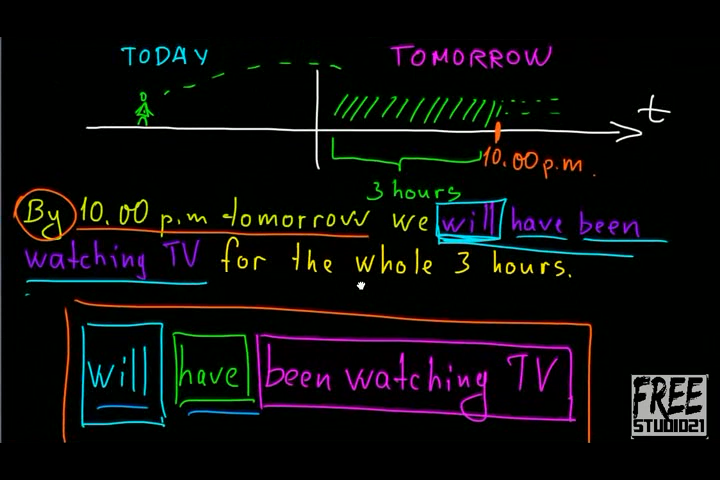 TODAY TOMORROW
t
10.00 p.m.
3 hours
By 10.00 p.m tomorrow we will have been
watching TV for the whole 3 hours.
will have been watching TV
FREE
STUDIO21